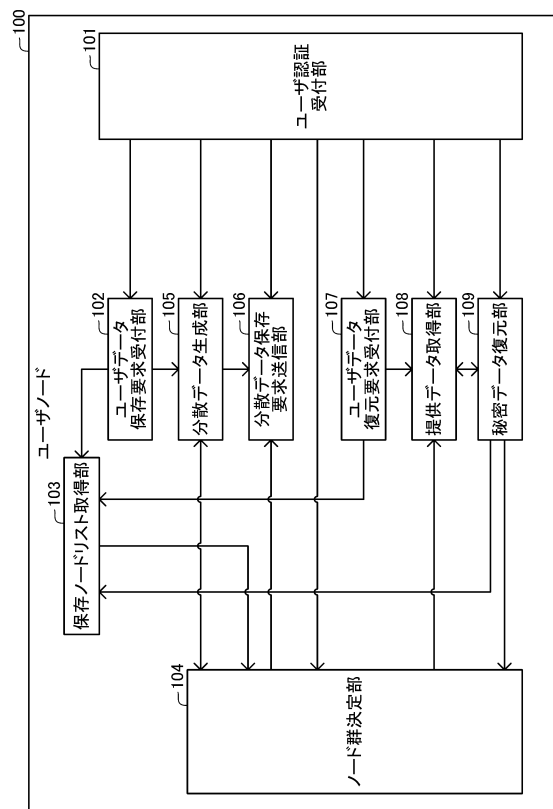 ユーザノード
100
101
ユーザ認証
受付部
102
ユーザデータ
保存要求受付部
105
分散データ生成部
106
分散データ保存
要求送信部
107
ユーザデータ
復元要求受付部
108
提供データ取得部
109
秘密データ復元部
103
保存ノードリスト取得部
104
ノード群決定部